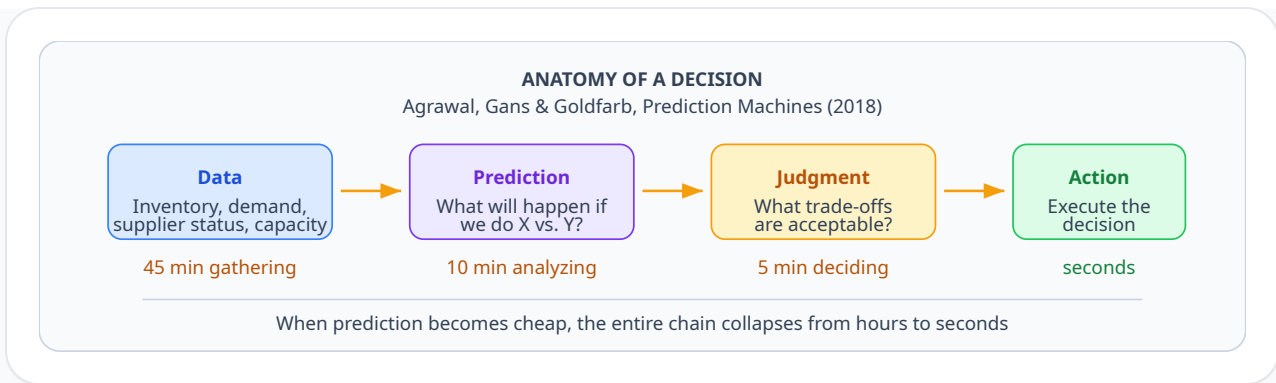 ANATOMY OF A DECISION
Agrawal, Gans & Goldfarb, Prediction Machines (2018)
Data
Inventory, demand,
supplier status, capacity
45 min gathering
Prediction
What will happen if
we do X vs. Y?
10 min analyzing
Judgment
What trade-offs
are acceptable?
5 min deciding
Action
Execute the
decision
seconds
When prediction becomes cheap, the entire chain collapses from hours to seconds